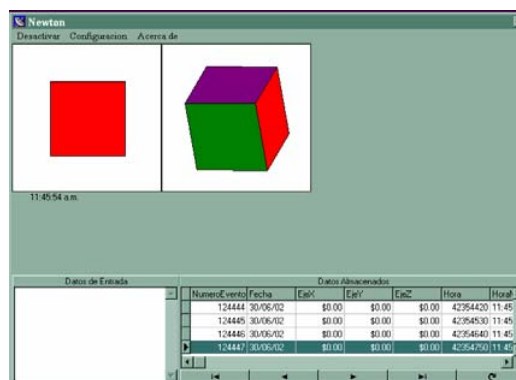 Newton
Desactivar Configuracion Acerca de
11:45:54 a.m.
Datos de Entrada
Datos Almacenados
NumeroEvento Fecha EjeX EjeY EjeZ Hora HoraN
124444 30/06/02 $0.00 $0.00 $0.00 42354420 11:45
124445 30/06/02 $0.00 $0.00 $0.00 42354530 11:45
124446 30/06/02 $0.00 $0.00 $0.00 42354640 11:45
124447 30/06/02 $0.00 $0.00 $0.00 42354750 11:45